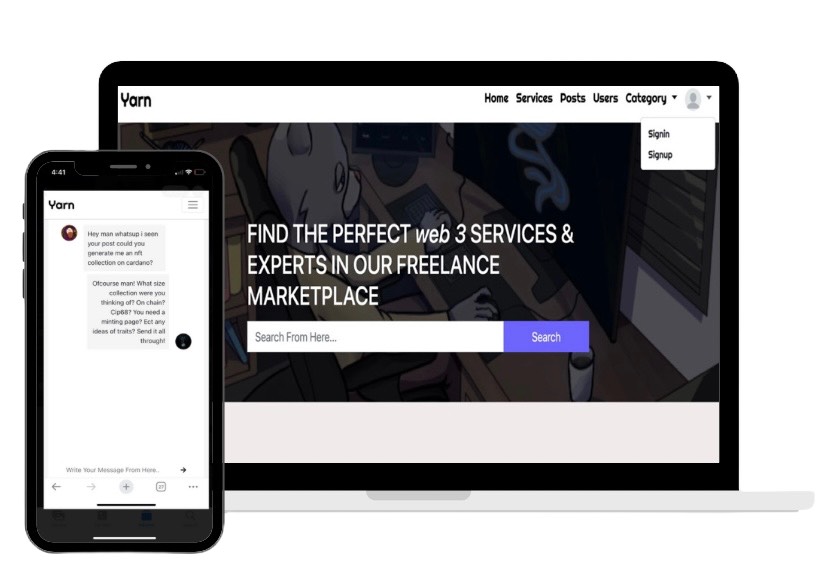 Yarn
Home Services Posts Users Category
Signin
Signup
FIND THE PERFECT web 3 SERVICES &
EXPERTS IN OUR FREELANCE
MARKETPLACE
Search From Here...
Search
4:41
Yarn
Hey man whatsup i seen
your post could you
generate me an nft
collection on cardano?
Ofcourse man! What size
collection were you
thinking of? On chain?
Cip68? You need a
minting page? Ect any
ideas of traits? Send it all
through!
Write Your Message From Here..
27